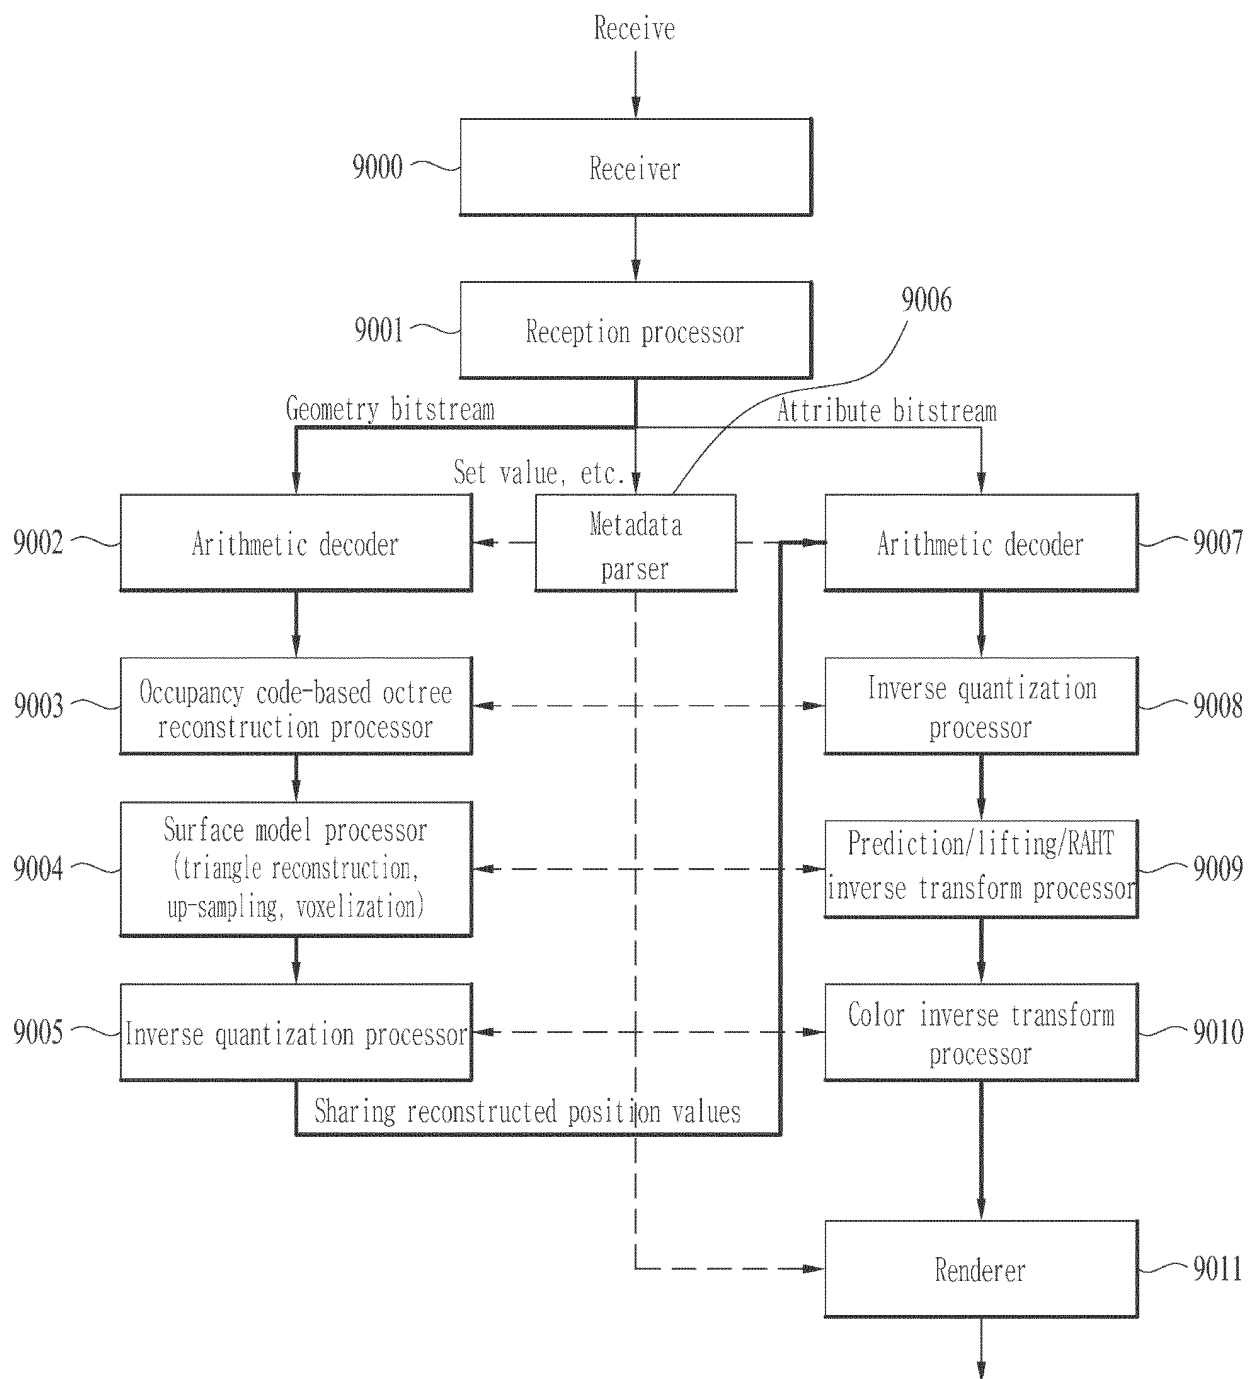 Receive
9000
Receiver
9001
Reception processor
9006
Geometry bitstream
Attribute bitstream
Set value, etc.
9002
Arithmetic decoder
Metadata
parser
Arithmetic decoder
9007
9003
Occupancy code-based octree
reconstruction processor
Inverse quantization
processor
9008
9004
Surface model processor
(triangle reconstruction,
up-sampling, voxelization)
Prediction/lifting/RAHT
inverse transform processor
9009
9005
Inverse quantization processor
Color inverse transform
processor
9010
Sharing reconstructed position values
Renderer
9011